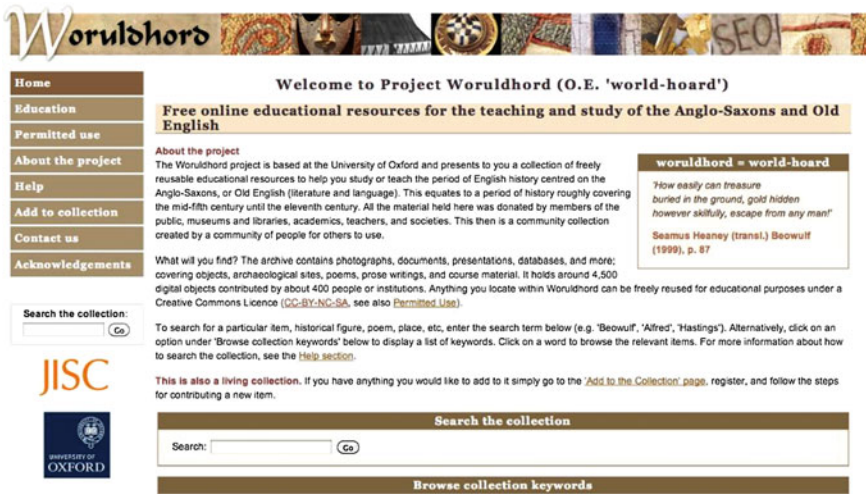 Woruldhord
SEO
Home
Education
Permitted use
About the project
Help
Add to collection
Contact us
Acknowledgements
Search the collection:
Go
JISC
UNIVERSITY OF
OXFORD
Welcome to Project Woruldhord (O.E. 'world-hoard')
Free online educational resources for the teaching and study of the Anglo-Saxons and Old
English
About the project
The Woruldhord project is based at the University of Oxford and presents to you a collection of freely
reusable educational resources to help you study or teach the period of English history centred on the
Anglo-Saxons, or Old English (literature and language). This equates to a period of history roughly covering
the mid-fifth century until the eleventh century. All the material held here was donated by members of the
public, museums and libraries, academics, teachers, and societies. This then is a community collection
created by a community of people for others to use.
woruldhord = world-hoard
'How easily can treasure
buried in the ground, gold hidden
however skilfully, escape from any man!'
Seamus Heaney (transl.) Beowulf
(1999), p. 87
What will you find? The archive contains photographs, documents, presentations, databases, and more;
covering objects, archaeological sites, poems, prose writings, and course material. It holds around 4,500
digital objects contributed by about 400 people or institutions. Anything you locate within Woruldhord can be freely reused for educational purposes under a
Creative Commons Licence (CC-BY-NC-SA, see also Permitted Use).
To search for a particular item, historical figure, poem, place, etc, enter the search term below (e.g. 'Beowulf', 'Alfred', 'Hastings'). Alternatively, click on an
option under 'Browse collection keywords' below to display a list of keywords. Click on a word to browse the relevant items. For more information about how
to search the collection, see the Help section.
This is also a living collection. If you have anything you would like to add to it simply go to the 'Add to the Collection' page, register, and follow the steps
for contributing a new item.
Search the collection
Search: Go
Browse collection keywords